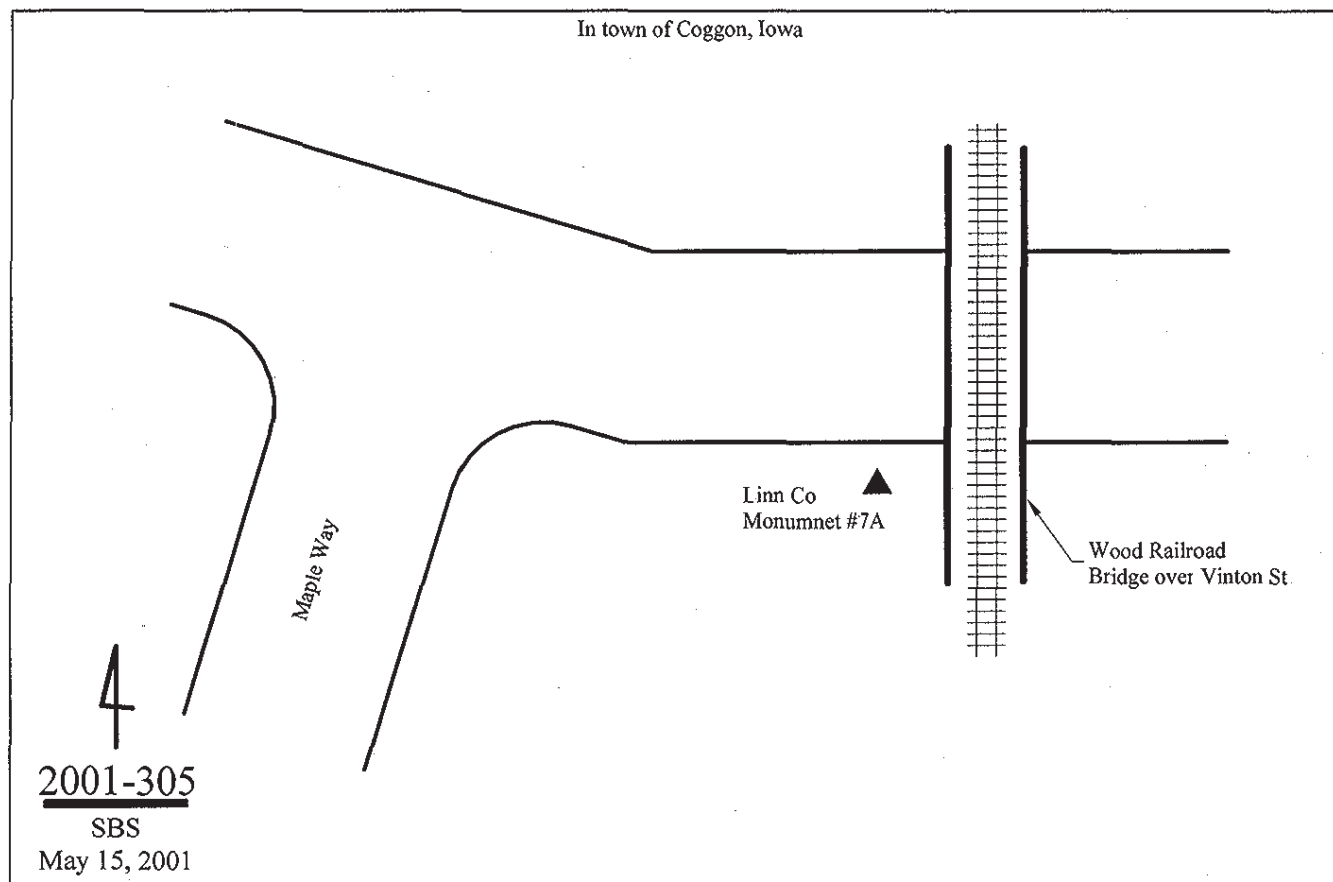 In town of Coggon, Iowa
Linn Co
Monumnet #7A
Wood Railroad
Bridge over Vinton St
Maple Way
2001-305
SBS
May 15, 2001